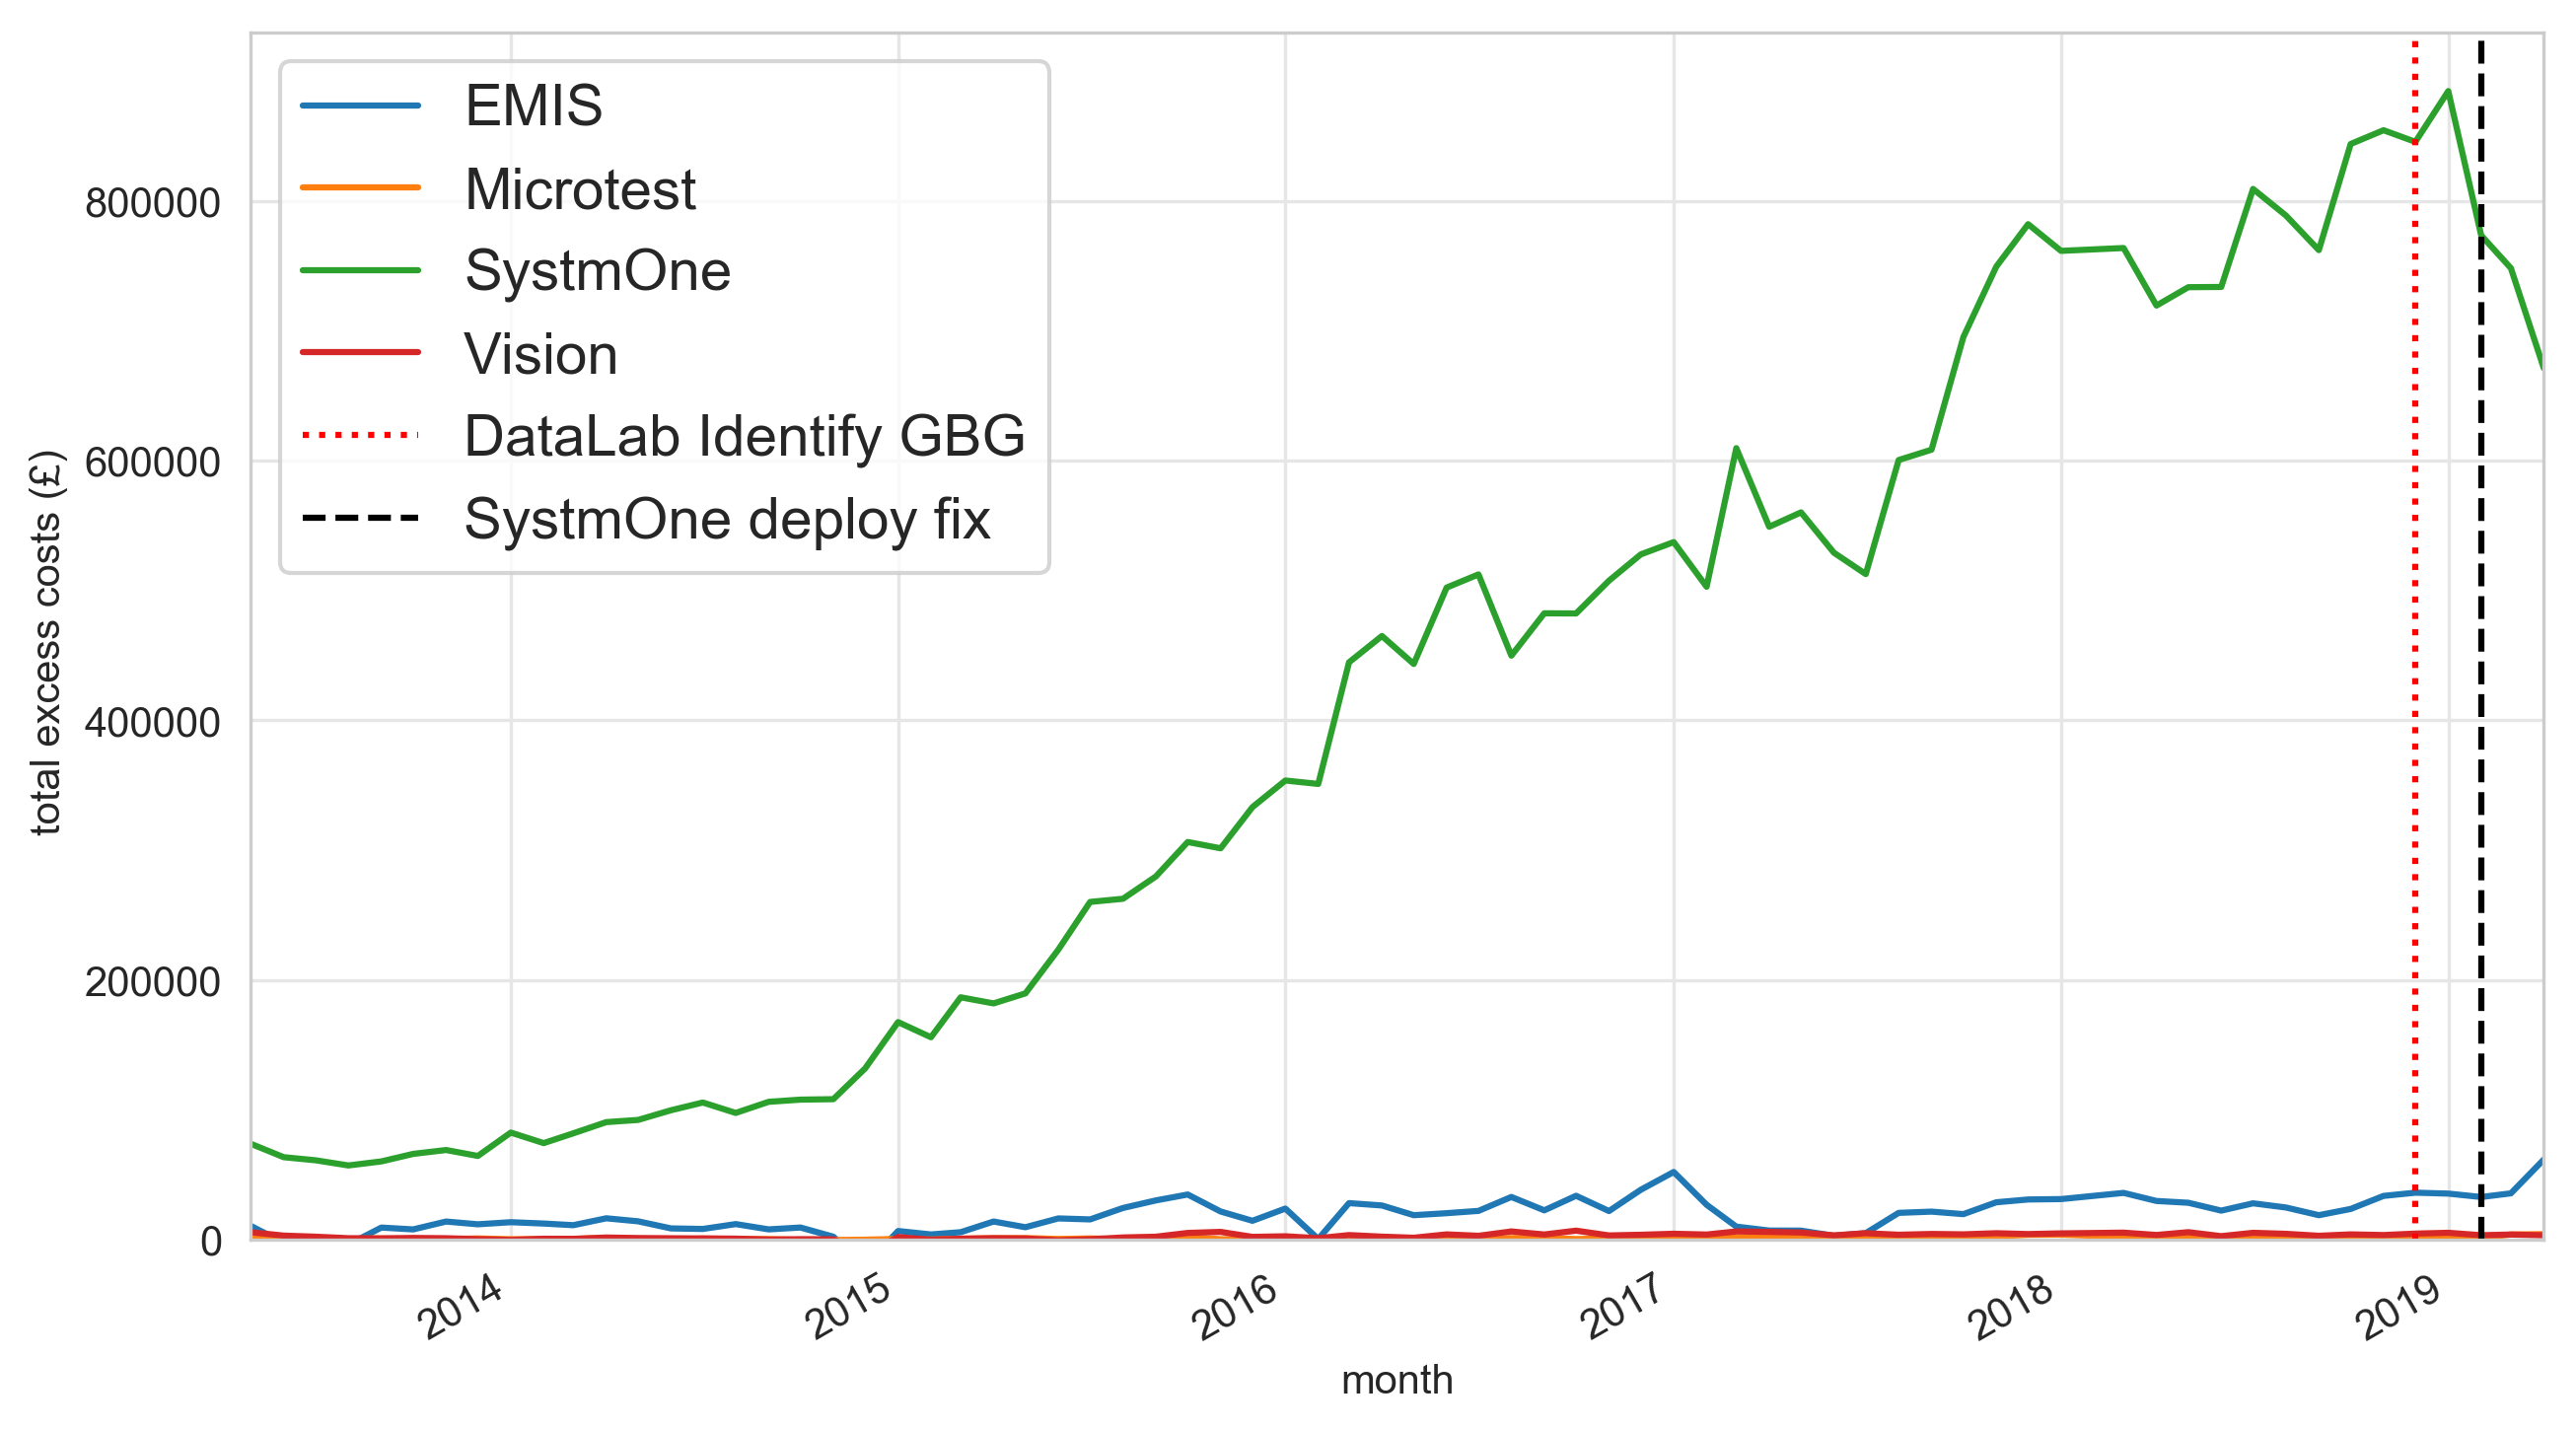 EMIS
Microtest
SystmOne
Vision
DataLab Identify GBG
SystmOne deploy fix
total excess costs (£)
800000
600000
400000
200000
0
2014
2015
2016
2017
2018
2019
month